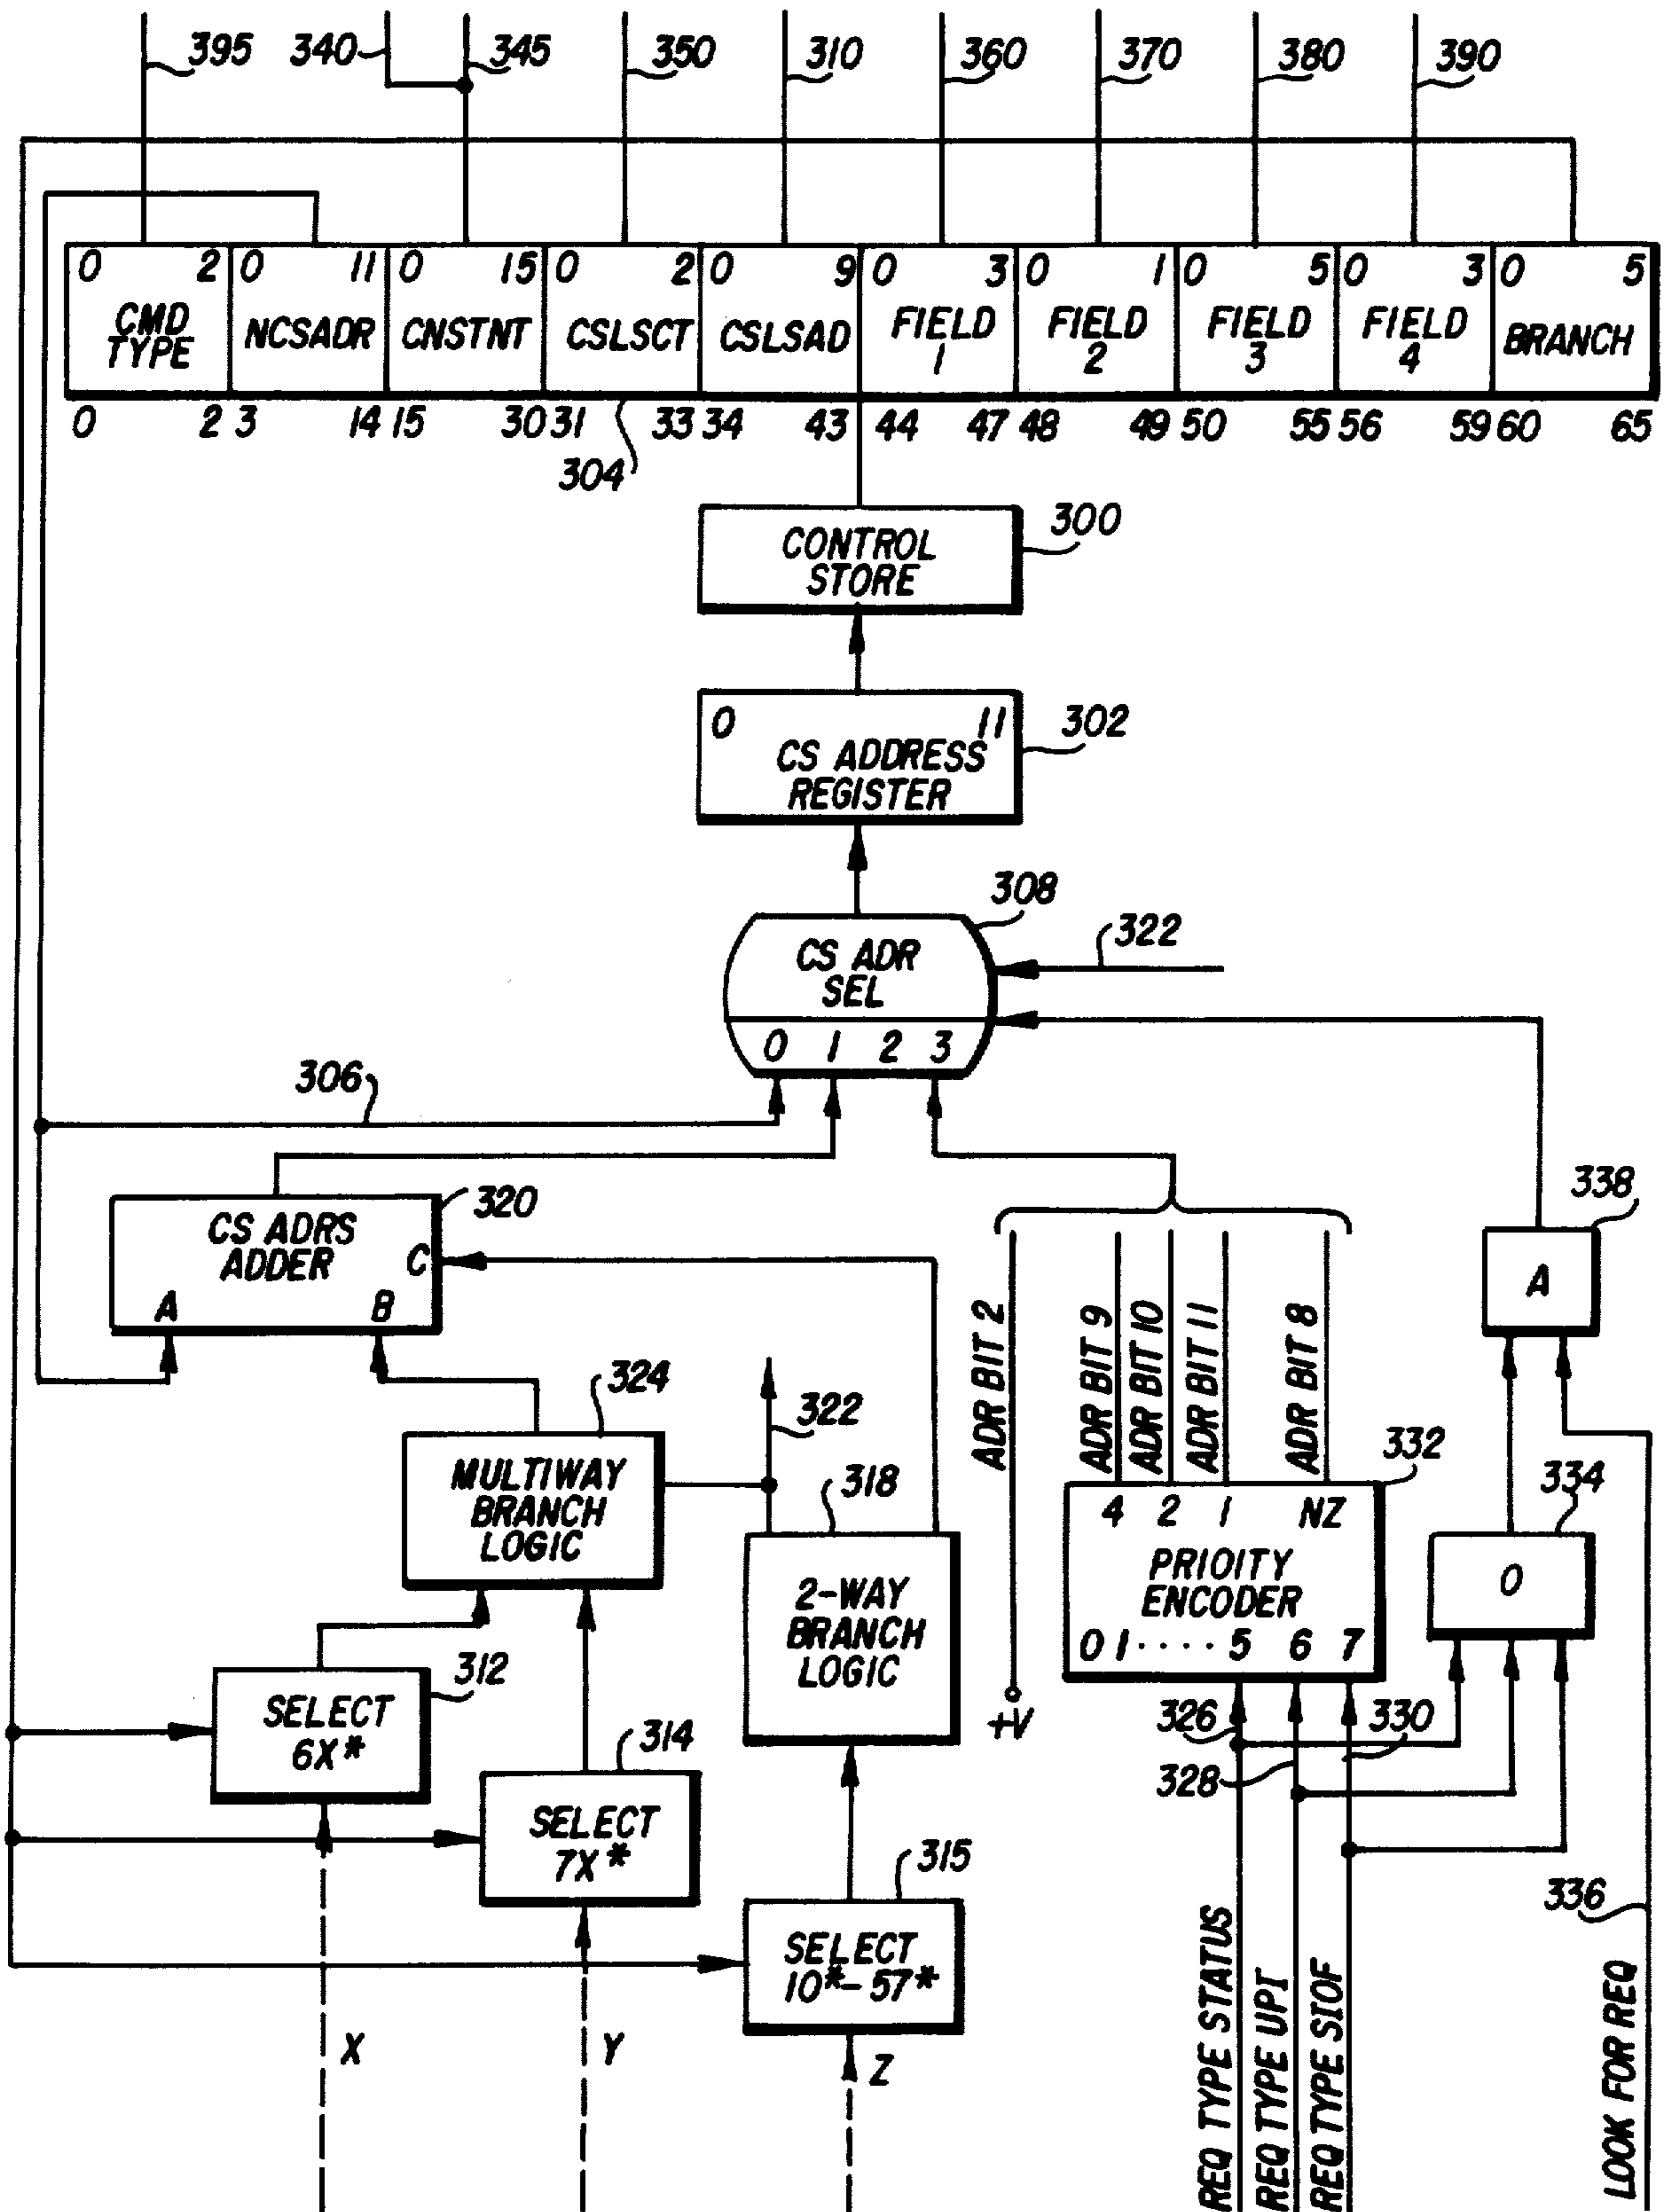 395 340 345 350 310 360 370 380 390
0 2 0 11 0 15 0 2 0 9 0 3 0 1 0 5 0 3 0 5
CMD
TYPE
NCSADR
CNSTNT
CSLSCT
CSLSAD
FIELD
1
FIELD
2
FIELD
3
FIELD
4
BRANCH
0 2 3 14 15 30 31 33 34 43 44 47 48 49 50 55 56 59 60 65
304
CONTROL
STORE
300
0 11
CS ADDRESS
REGISTER
302
308
CS ADR
SEL
322
0 1 2 3
306
338
CS ADRS
ADDER
C
A B
320
A
ADR BIT 2
ADR BIT 9
ADR BIT 10
ADR BIT 11
ADR BIT 8
324
322
MULTIWAY
BRANCH
LOGIC
318
332
334
4 2 1 NZ
PRIOITY
ENCODER
0 1 · · · · 5 6 7
O
2-WAY
BRANCH
LOGIC
312
SELECT
6X*
+V
326
330
328
314
SELECT
7X*
315
SELECT
10*-57*
336
X
Y
Z
REQ TYPE STATUS
REQ TYPE UPI
REQ TYPE SIOF
LOOK FOR REQ